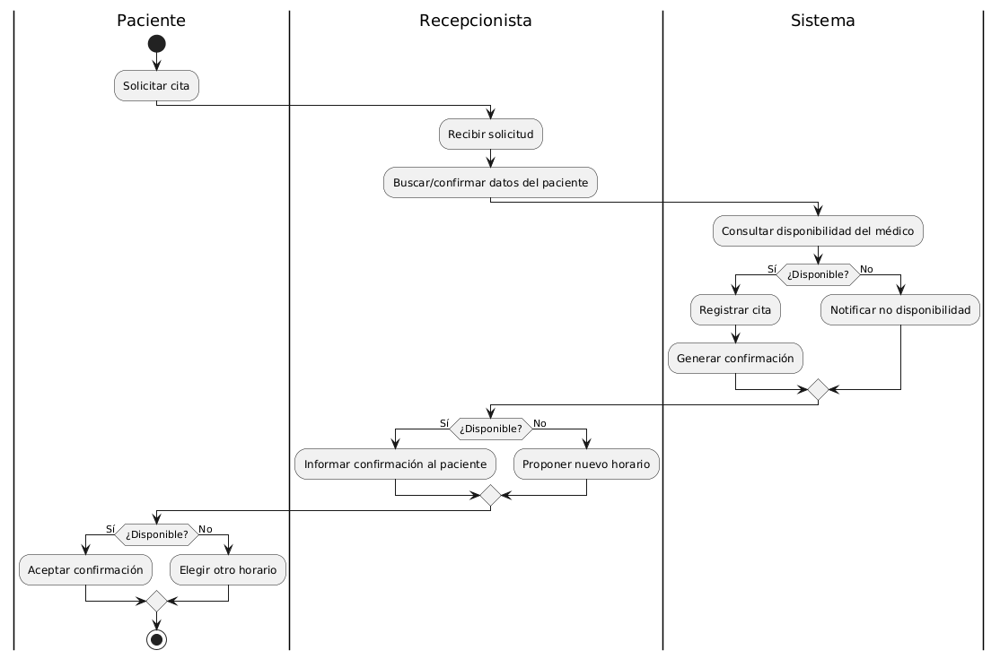 Paciente
Recepcionista
Sistema
Solicitar cita
Recibir solicitud
Buscar/confirmar datos del paciente
Consultar disponibilidad del médico
Sí
¿Disponible?
No
Registrar cita
Notificar no disponibilidad
Generar confirmación
Sí
¿Disponible?
No
Informar confirmación al paciente
Proponer nuevo horario
Sí
¿Disponible?
No
Aceptar confirmación
Elegir otro horario